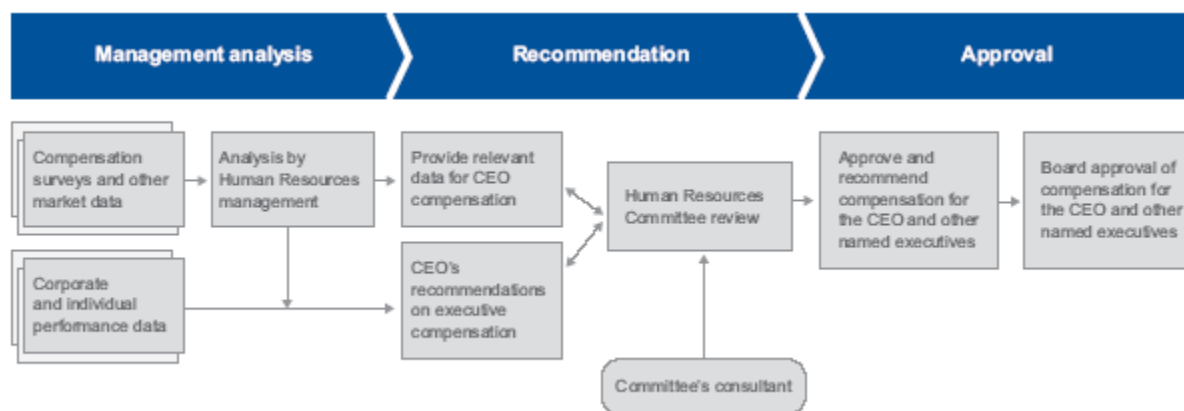 Management analysis
Recommendation
Approval
Compensation
surveys and other
market data
Analysis by
Human Resources
management
Provide relevant
data for CEO
compensation
Human Resources
Committee review
Approve and
recommend
compensation for
the CEO and other
named executives
Board approval of
compensation for
the CEO and other
named executives
Corporate
and individual
performance data
CEO's
recommendations
on executive
compensation
Committee's consultant